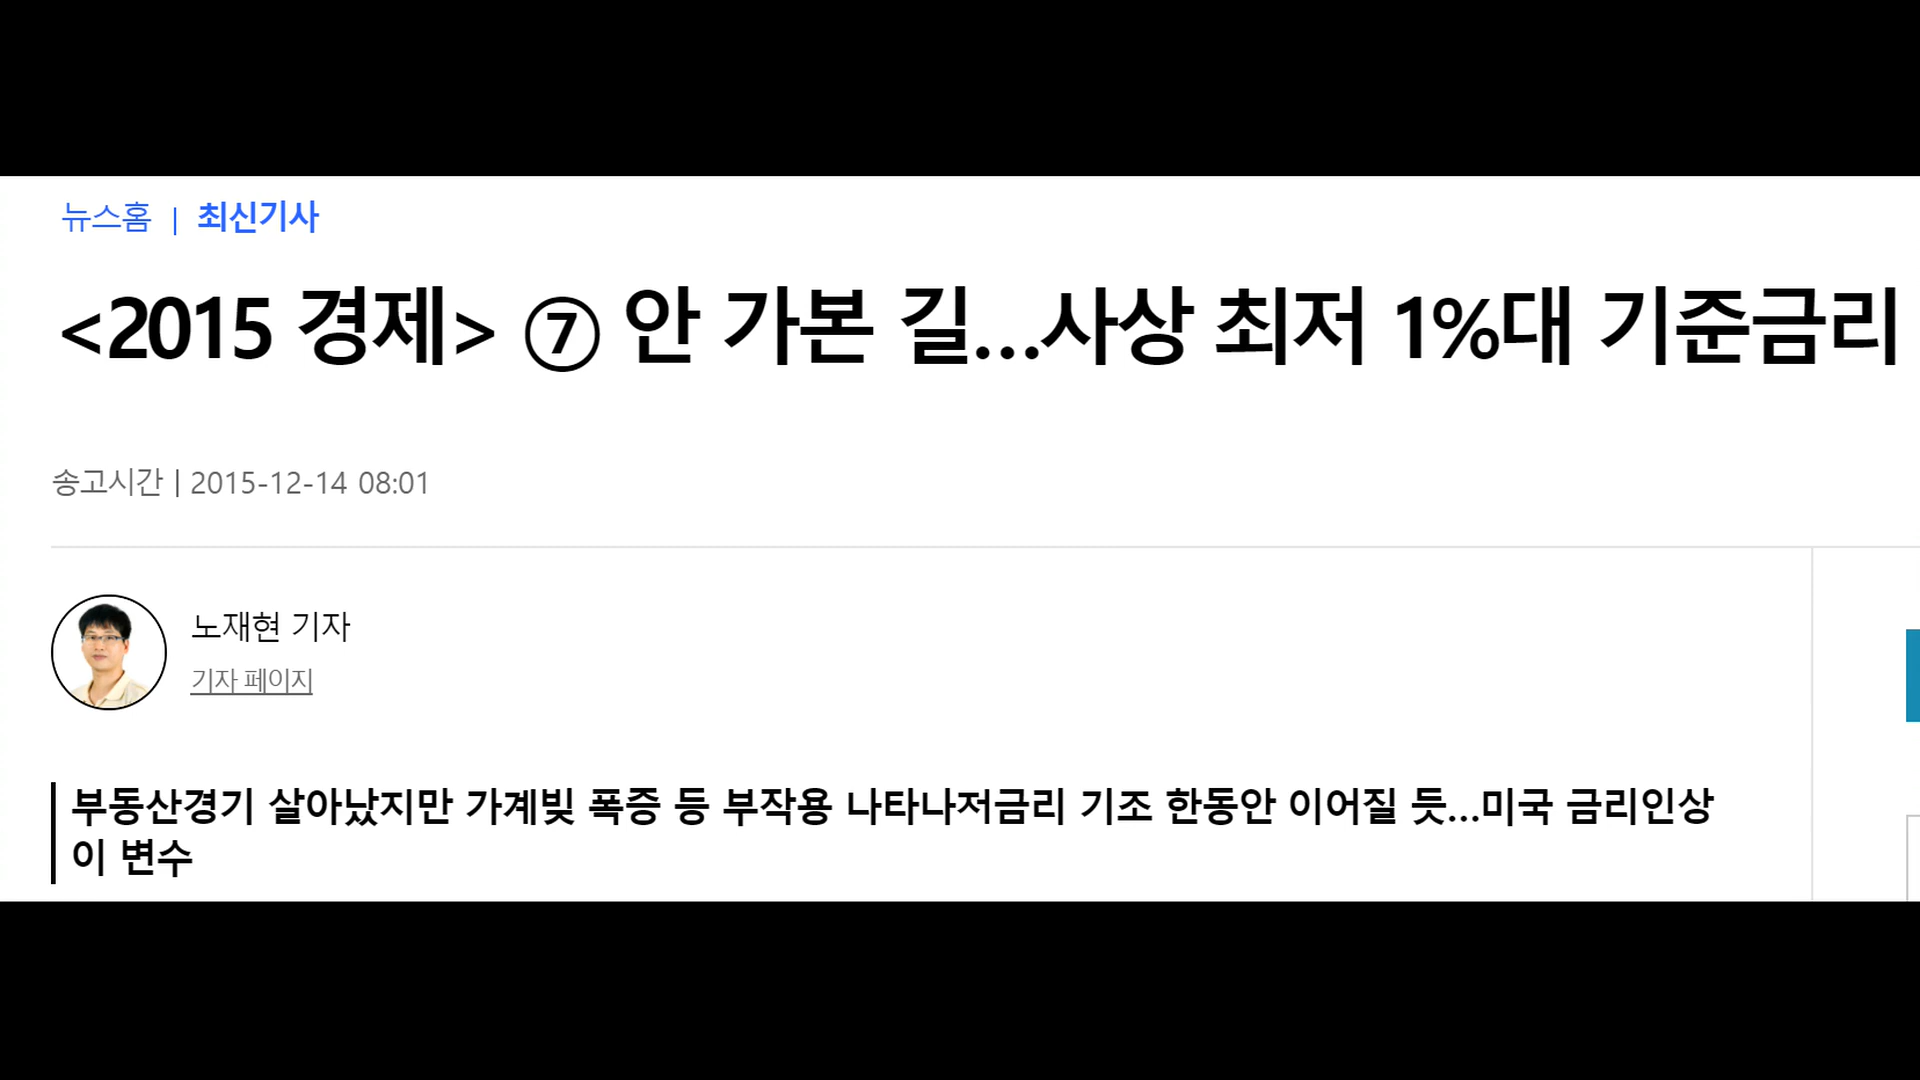 뉴스홈 | 최신기사
<2015 경제> ⑦ 안 가본 길...사상 최저 1%대 기준금리
송고시간 | 2015-12-14 08:01
노재현 기자
기자 페이지
부동산경기 살아났지만 가계빚 폭증 등 부작용 나타나저금리 기조 한동안 이어질 듯...미국 금리인상
이 변수